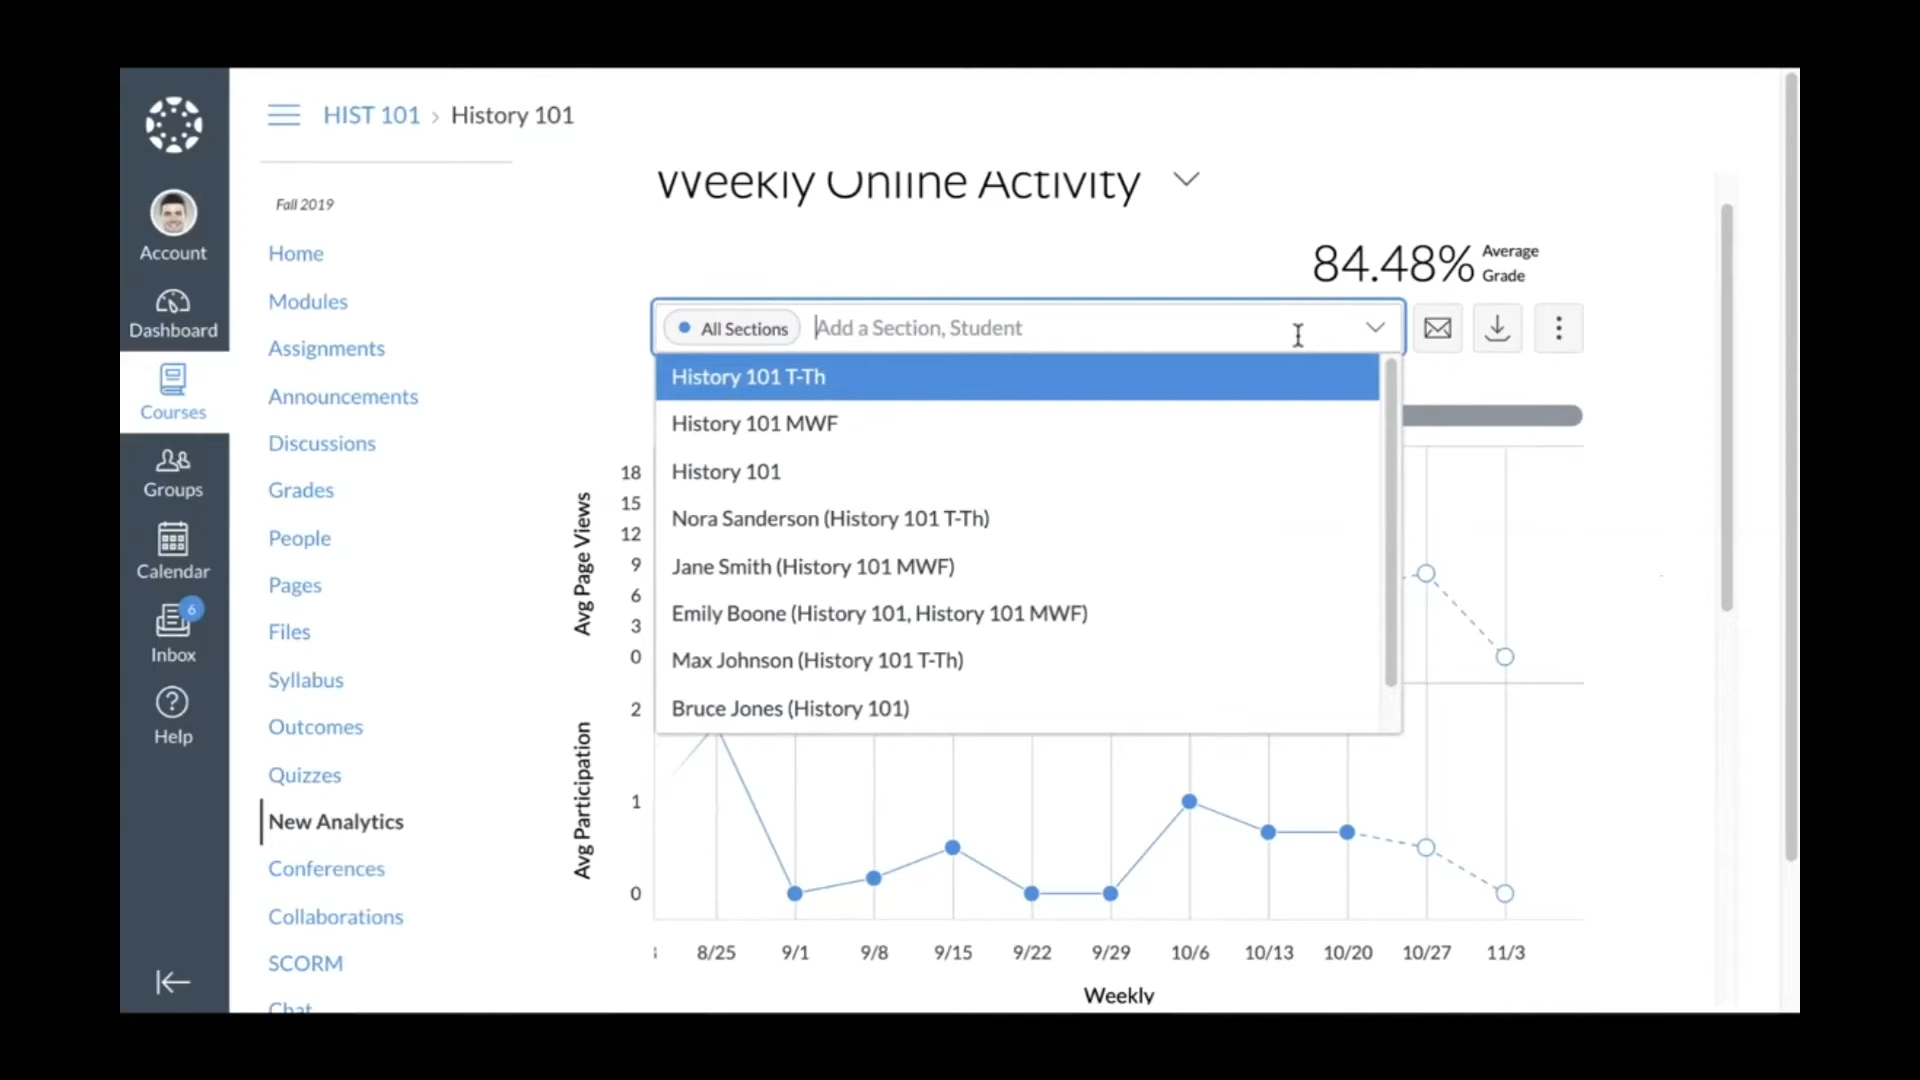 HIST 101 › History 101
Weekly Online Activity
Fall 2019
84.48% Average Grade
Account
Dashboard
Courses
Groups
Calendar
6
Inbox
Help
Home
Modules
Assignments
Announcements
Discussions
Grades
People
Pages
Files
Syllabus
Outcomes
Quizzes
New Analytics
Conferences
Collaborations
SCORM
Chat
All Sections Add a Section, Student
History 101 T-Th
History 101 MWF
History 101
Nora Sanderson (History 101 T-Th)
Jane Smith (History 101 MWF)
Emily Boone (History 101, History 101 MWF)
Max Johnson (History 101 T-Th)
Bruce Jones (History 101)
Avg Page Views
18
15
12
9
6
3
0
Avg Participation
2
1
0
8/25 9/1 9/8 9/15 9/22 9/29 10/6 10/13 10/20 10/27 11/3
Weekly